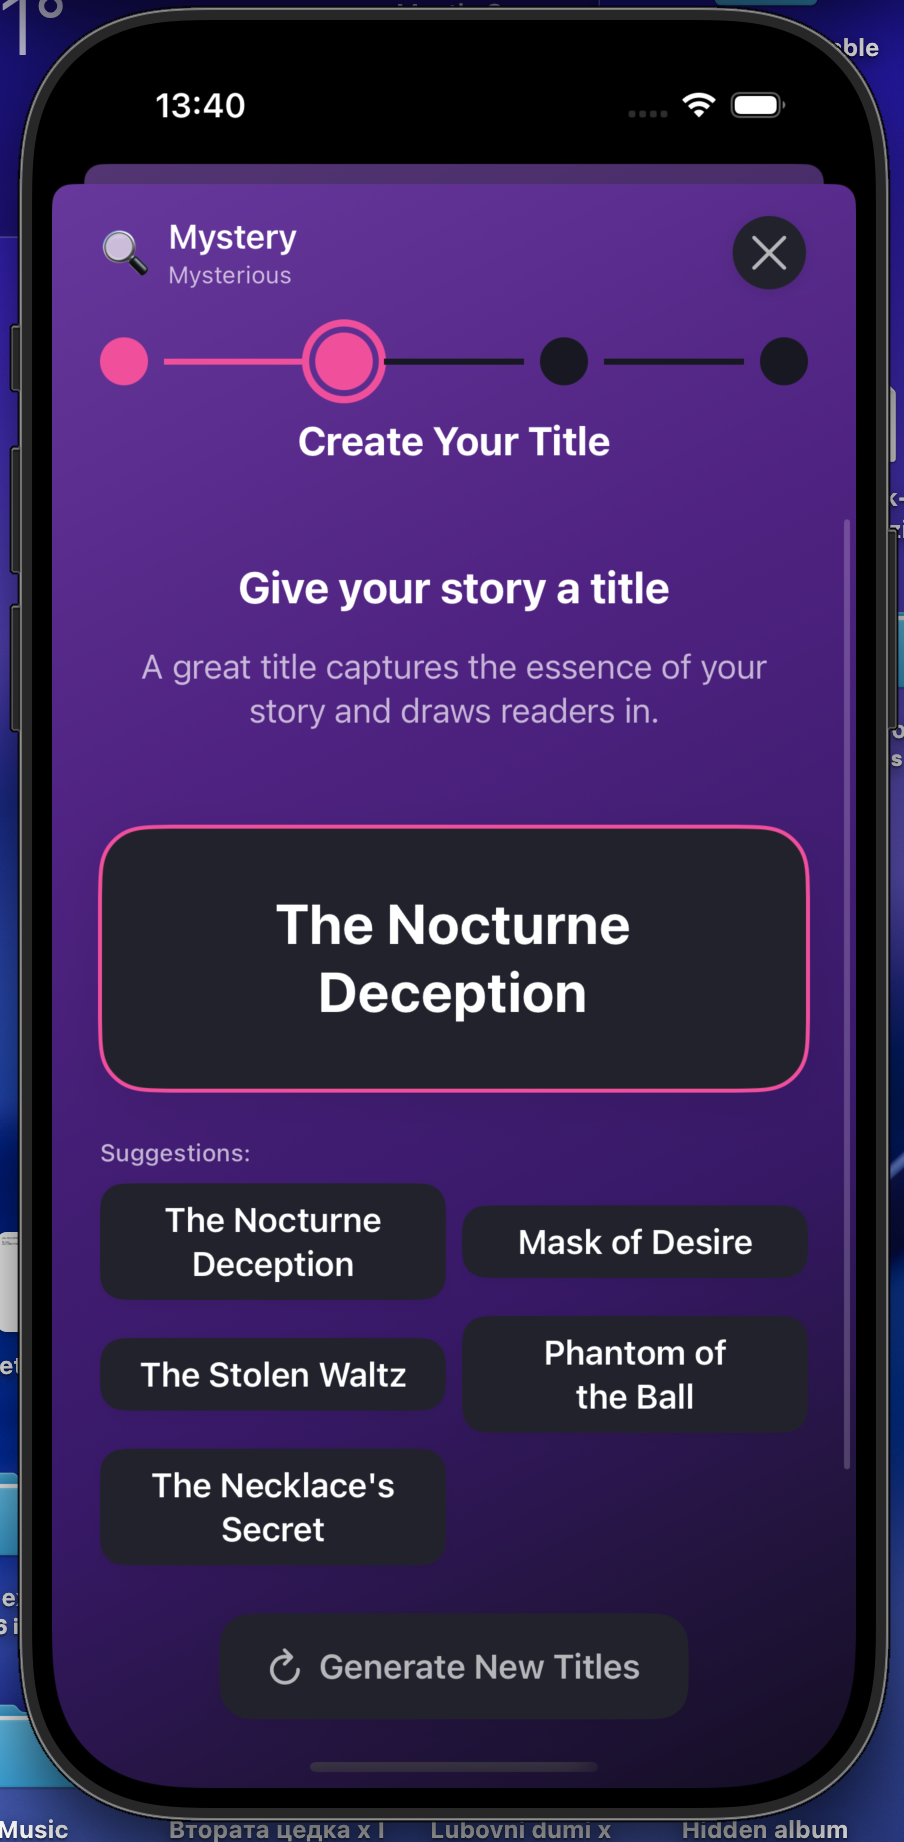 1°
ble
13:40
Mystery
Mysterious
Create Your Title
Give your story a title
A great title captures the essence of your
story and draws readers in.
The Nocturne
Deception
Suggestions:
The Nocturne
Deception
Mask of Desire
The Stolen Waltz
Phantom of
the Ball
The Necklace's
Secret
Generate New Titles
Music
Втората цедка x I
Lubovni dumi x
Hidden album